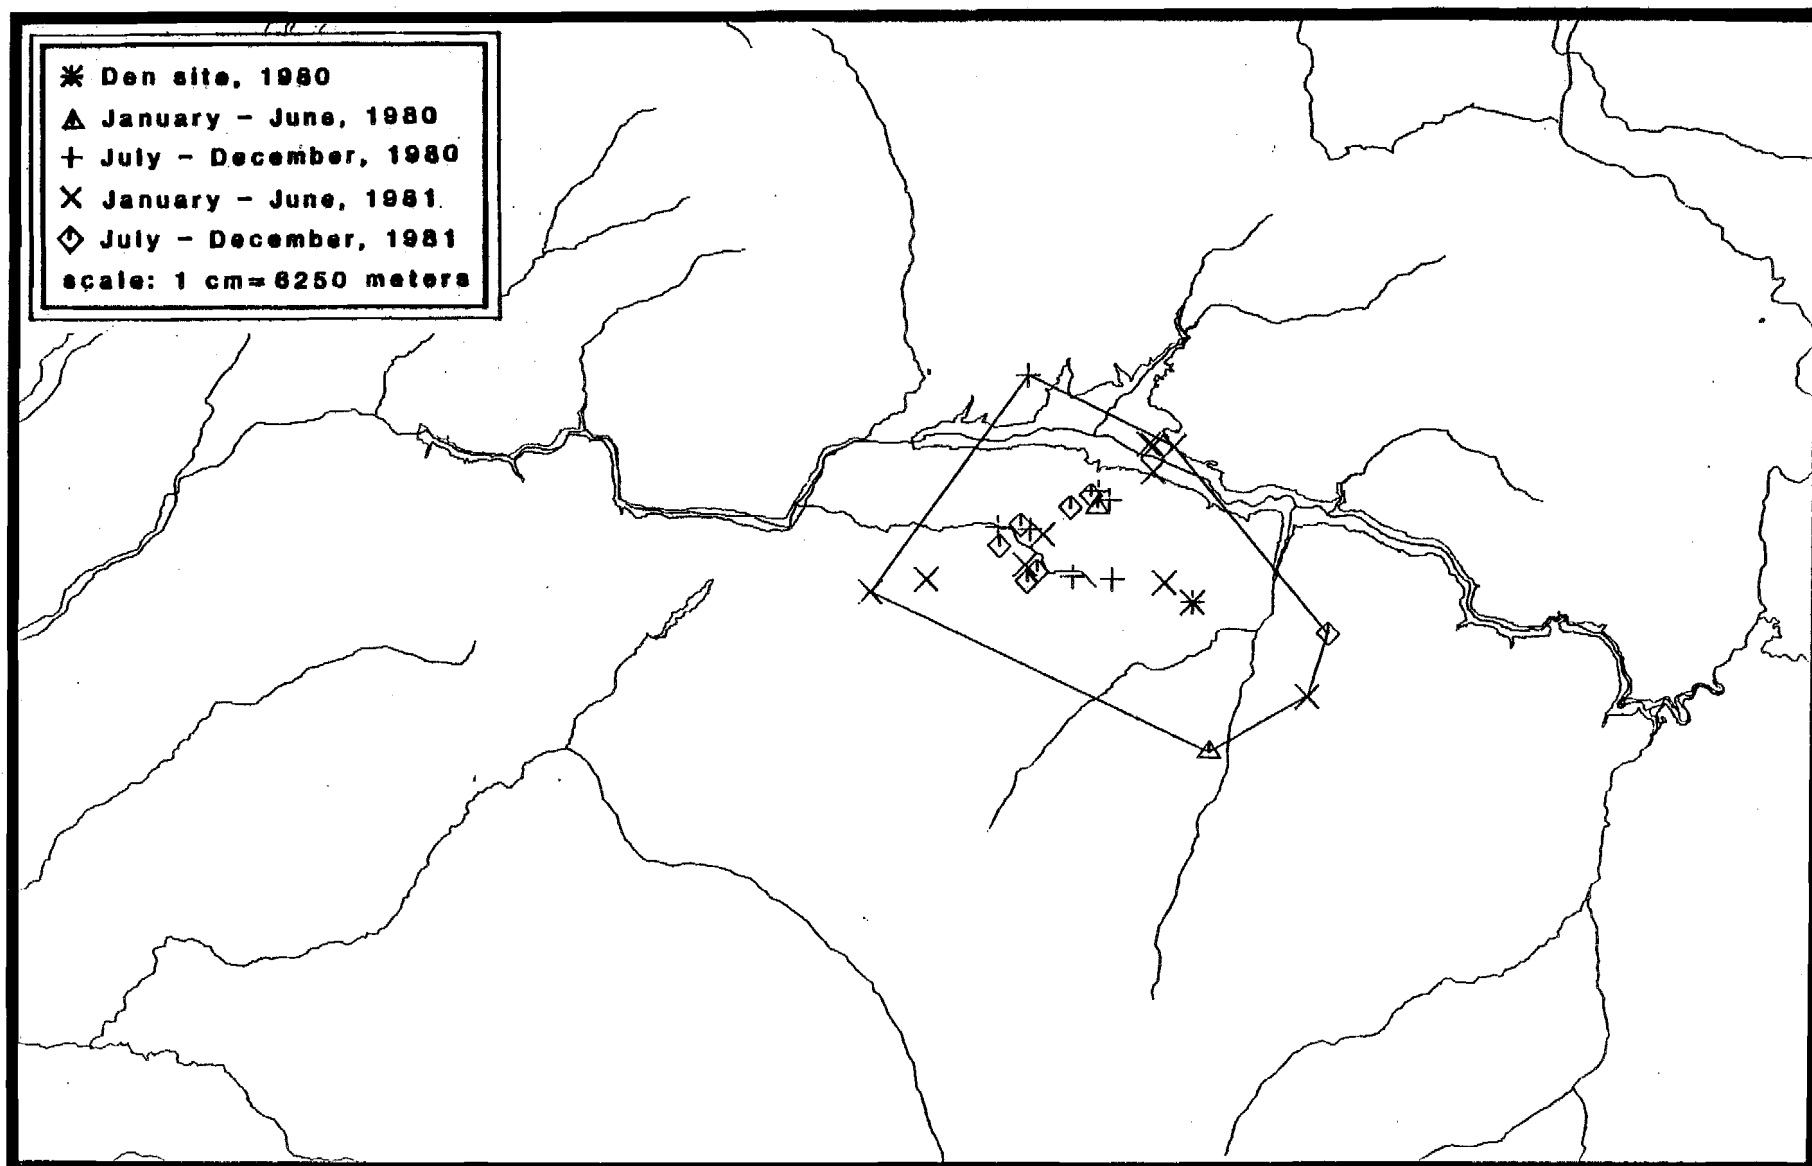 Den site, 1980
January - June, 1980
July - December, 1980
January - June, 1981
July - December, 1981
scale: 1 cm = 6250 meters